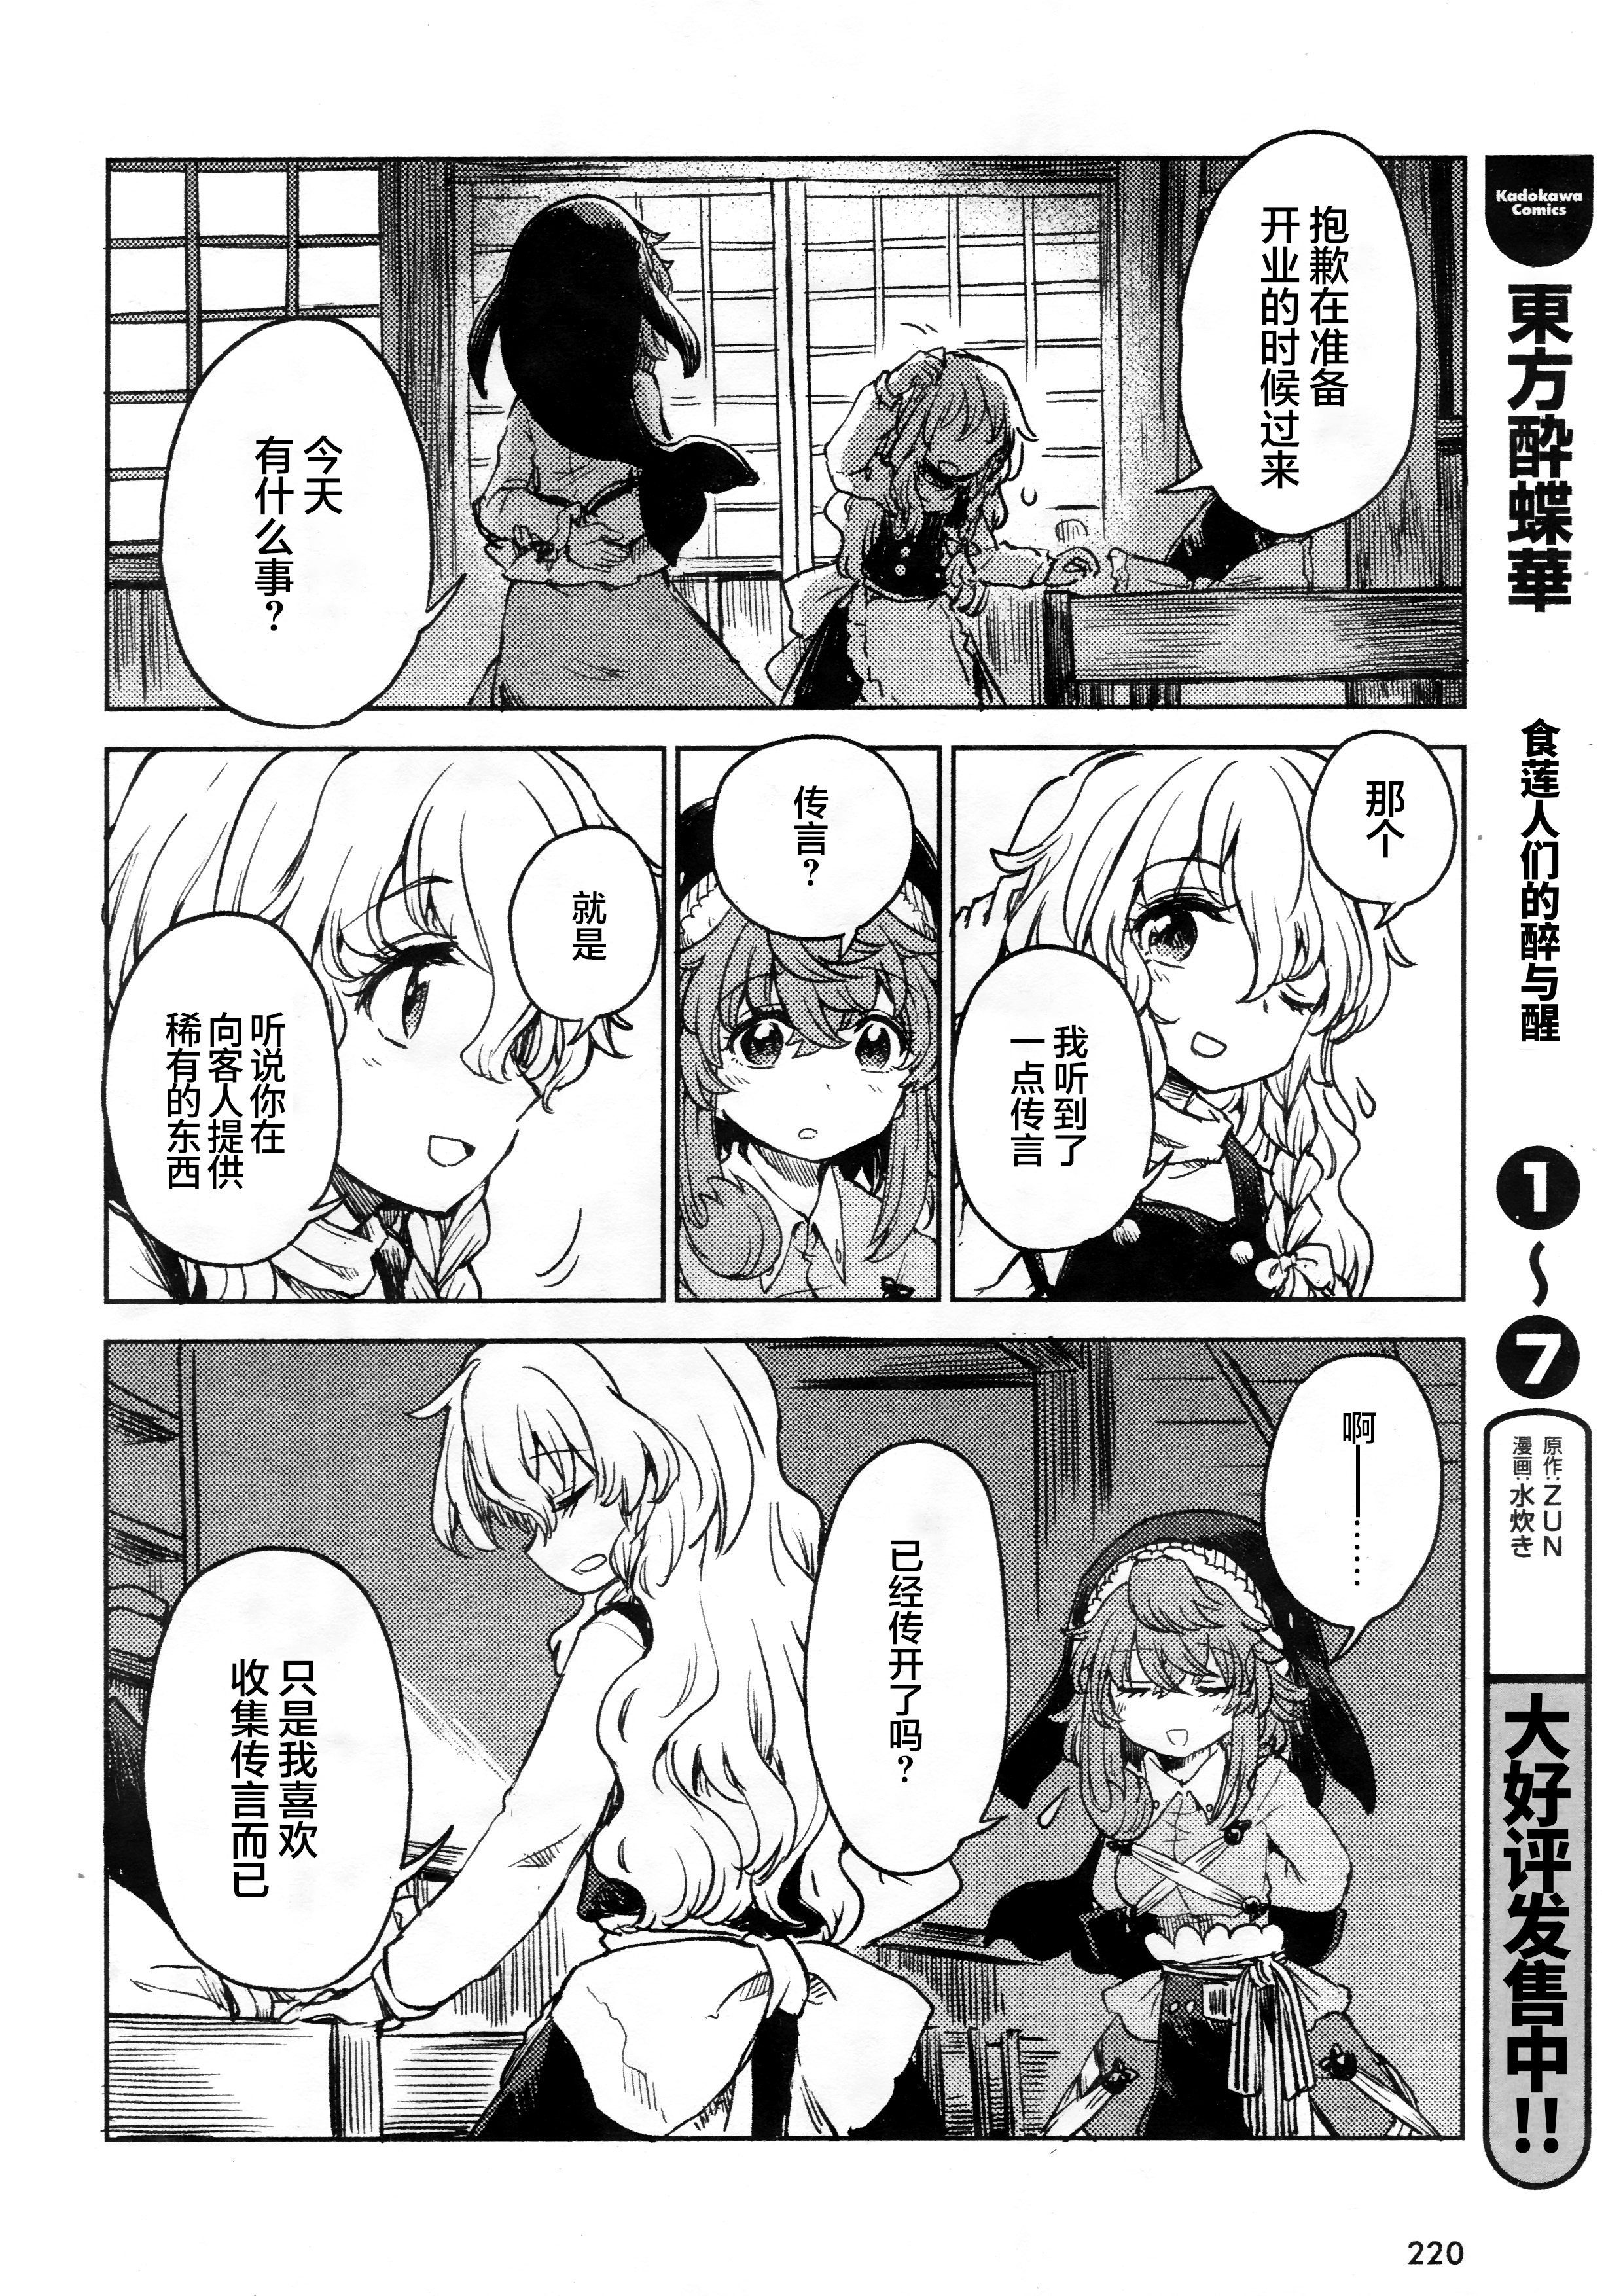 抱歉在准备
开业的时候过来
今天
有什么事?
那个
我听到了
一点传言
传言?
就是
听说你在
向客人提供
稀有的东西
啊——……
已经传开了吗?
只是我喜欢
收集传言而已
Kadokawa
Comics
東方酔蝶華
食莲人们的醉与醒
1~7
原作:ZUN
漫画:水炊き
大好评发售中!!
220